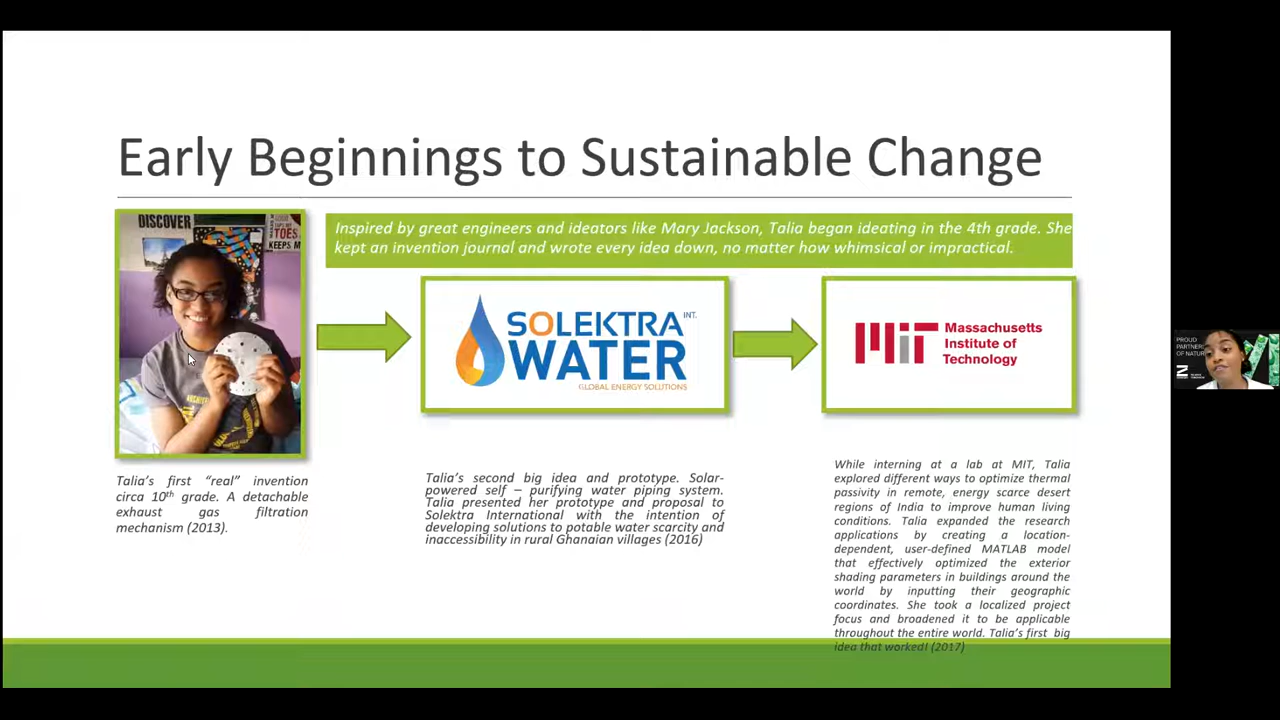 Early Beginnings to Sustainable Change
DISCOVER
TOES
KEEPS
Inspired by great engineers and ideators like Mary Jackson, Talia began ideating in the 4th grade. She
kept an invention journal and wrote every idea down, no matter how whimsical or impractical.
SOLEKTRA INT.
WATER
GLOBAL ENERGY SOLUTIONS
MIT
Massachusetts
Institute of
Technology
PROUD
PARTNER
OF NATUR
Talia's first “real” invention
circa 10th grade. A detachable
exhaust gas filtration
mechanism (2013).
Talia's second big idea and prototype. Solar-
powered self – purifying water piping system.
Talia presented her prototype and proposal to
Solektra International with the intention of
developing solutions to potable water scarcity and
inaccessibility in rural Ghanaian villages (2016)
While interning at a lab at MIT, Talia
explored different ways to optimize thermal
passivity in remote, energy scarce desert
regions of India to improve human living
conditions. Talia expanded the research
applications by creating a location-
dependent, user-defined MATLAB model
that effectively optimized the exterior
shading parameters in buildings around the
world by inputting their geographic
coordinates. She took a localized project
focus and broadened it to be applicable
throughout the entire world. Talia's first big
idea that worked! (2017)